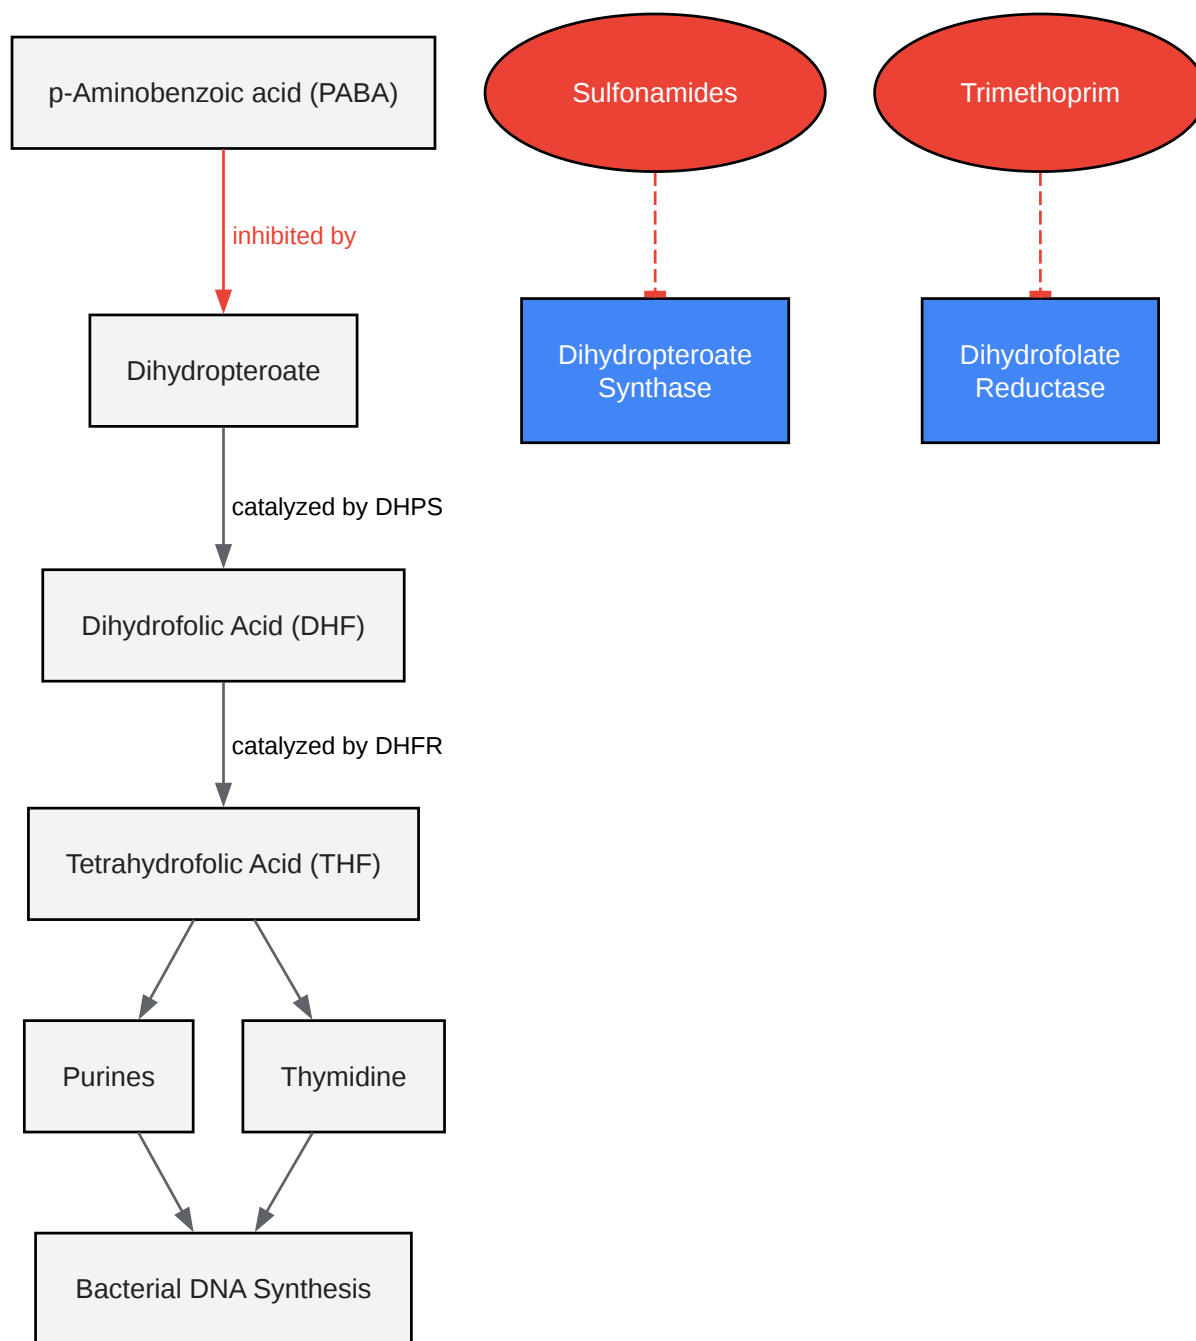 p-Aminobenzoic acid (PABA)
Sulfonamides
Trimethoprim
inhibited by
Dihydropteroate
Dihydropteroate
Synthase
Dihydrofolate
Reductase
catalyzed by DHPS
Dihydrofolic Acid (DHF)
catalyzed by DHFR
Tetrahydrofolic Acid (THF)
Purines
Thymidine
Bacterial DNA Synthesis